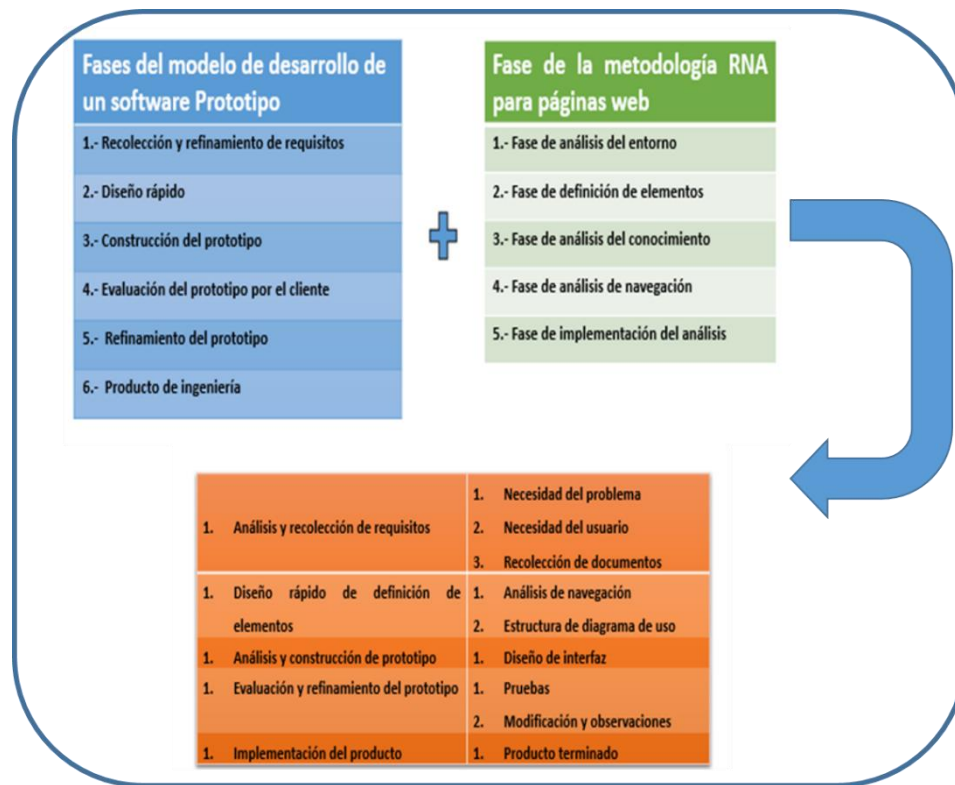 Fases del modelo de desarrollo de
un software Prototipo
1.- Recolección y refinamiento de requisitos
2.- Diseño rápido
3.- Construcción del prototipo
4.- Evaluación del prototipo por el cliente
5.- Refinamiento del prototipo
6.- Producto de ingeniería
Fase de la metodología RNA
para páginas web
1.- Fase de análisis del entorno
2.- Fase de definición de elementos
3.- Fase de análisis del conocimiento
4.- Fase de análisis de navegación
5.- Fase de implementación del análisis
1. Análisis y recolección de requisitos
1. Necesidad del problema
2. Necesidad del usuario
3. Recolección de documentos
1. Diseño rápido de definición de
elementos
1. Análisis de navegación
2. Estructura de diagrama de uso
1. Análisis y construcción de prototipo
1. Diseño de interfaz
1. Evaluación y refinamiento del prototipo
1. Pruebas
2. Modificación y observaciones
1. Implementación del producto
1. Producto terminado